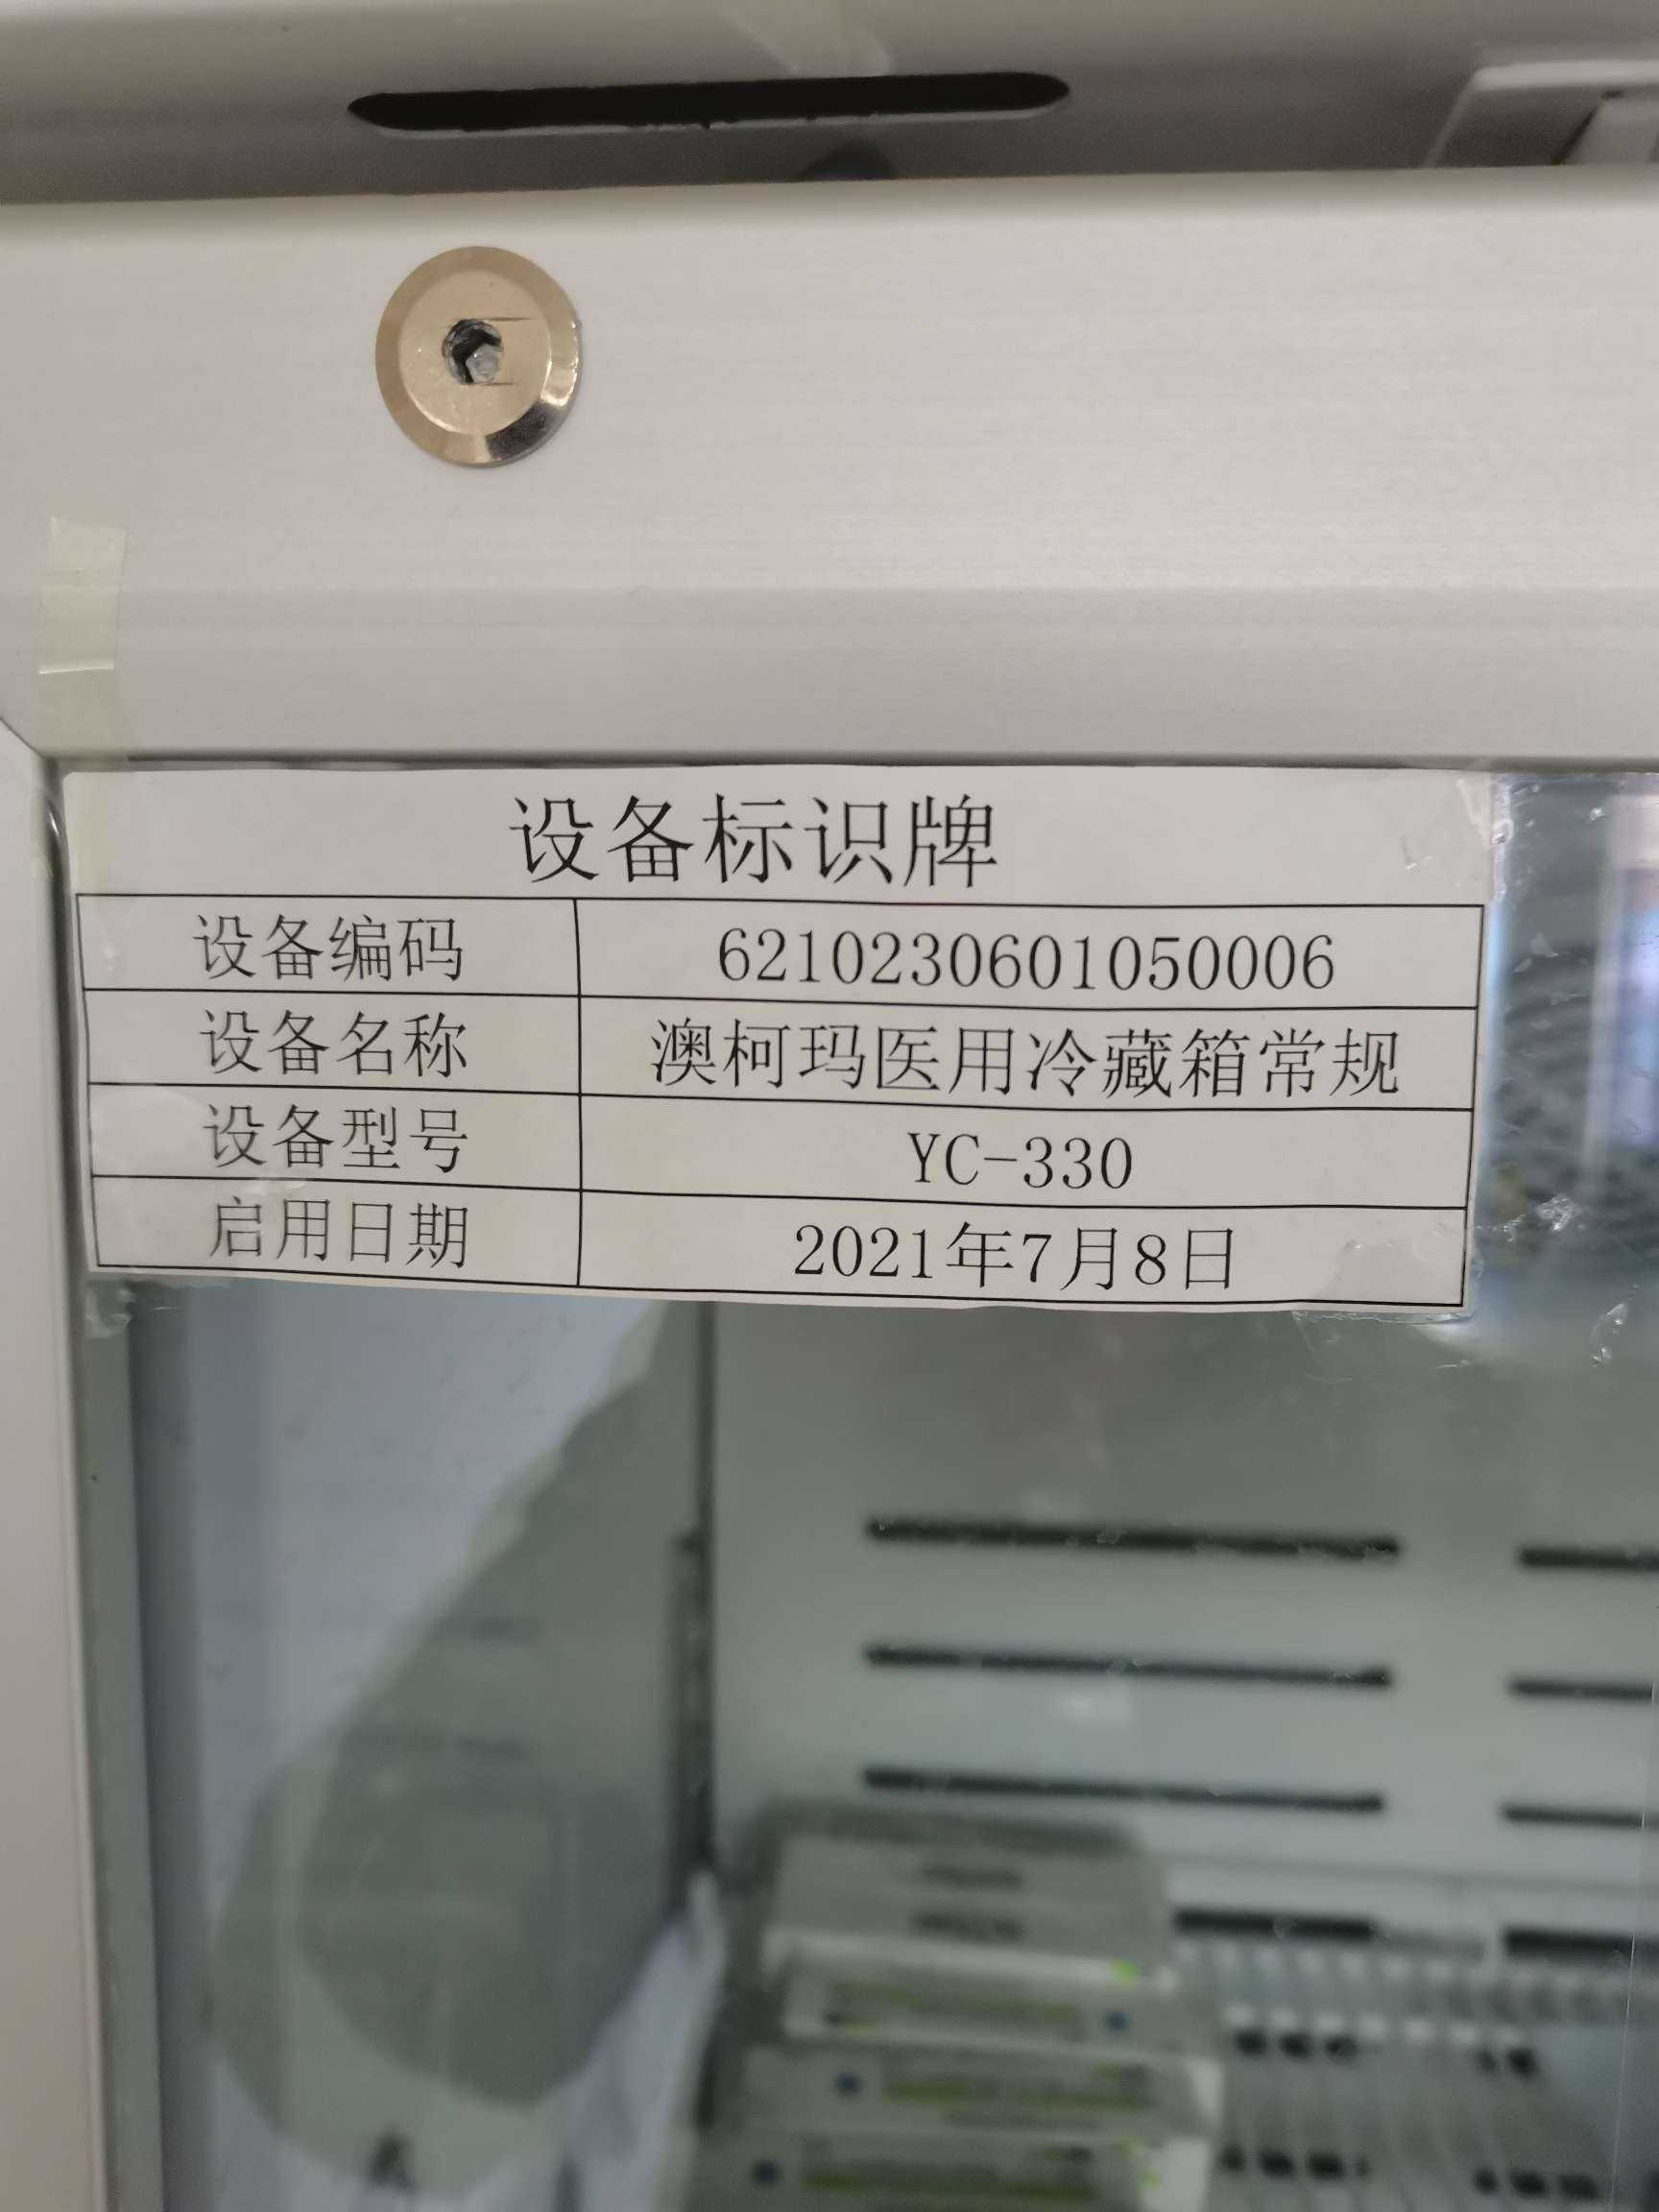 设备标识牌
设备编码 6210230601050006
设备名称 澳柯玛医用冷藏箱常规
设备型号 YC-330
启用日期 2021年7月8日